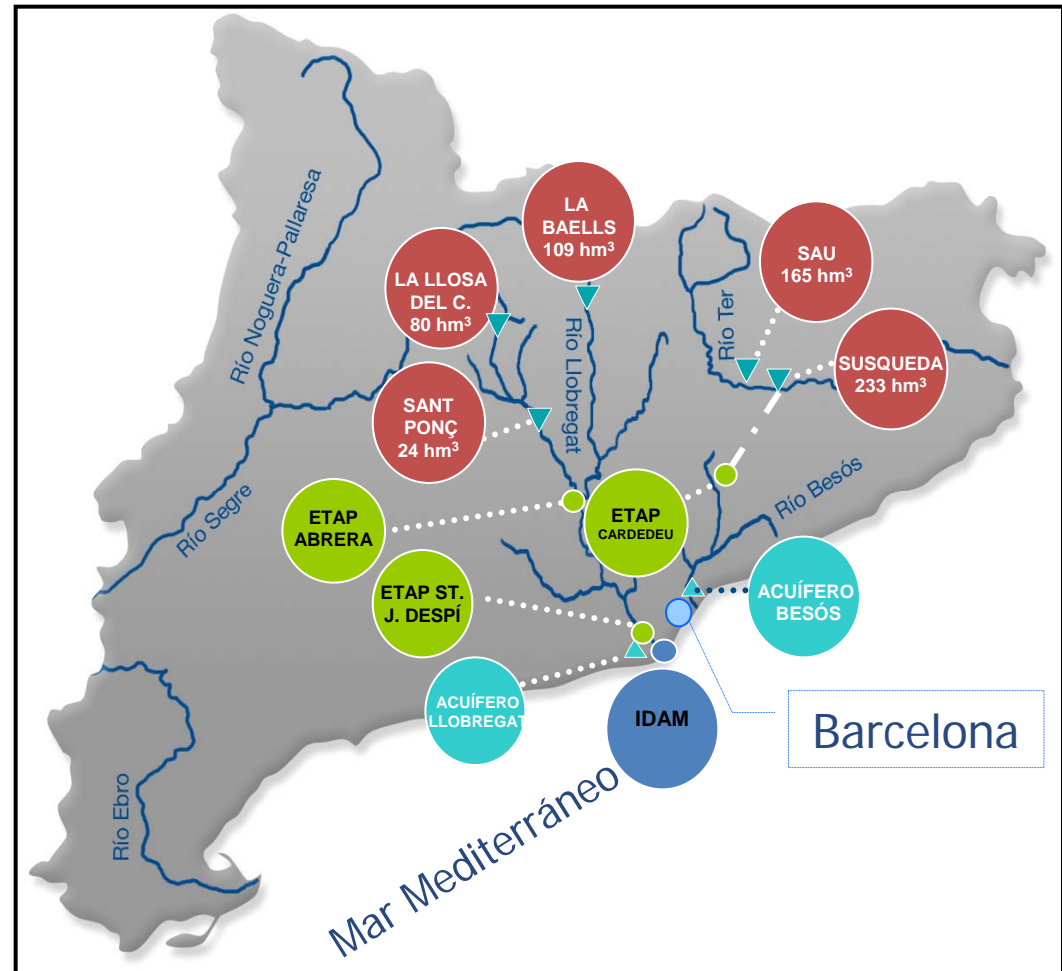 LA
BAELLS
109 hm³
SAU
165 hm³
LA LLOSA
DEL C.
80 hm³
Río Noguera-Pallaresa
Río Llobregat
Río Ter
SUSQUEDA
233 hm³
SANT
PONÇ
24 hm³
Río Segre
ETAP
ABRERA
ETAP
CARDEDEU
Río Besós
ETAP ST.
J. DESPÍ
ACUÍFERO
BESÓS
ACUÍFERO
LLOBREGAT
IDAM
Barcelona
Río Ebro
Mar Mediterráneo